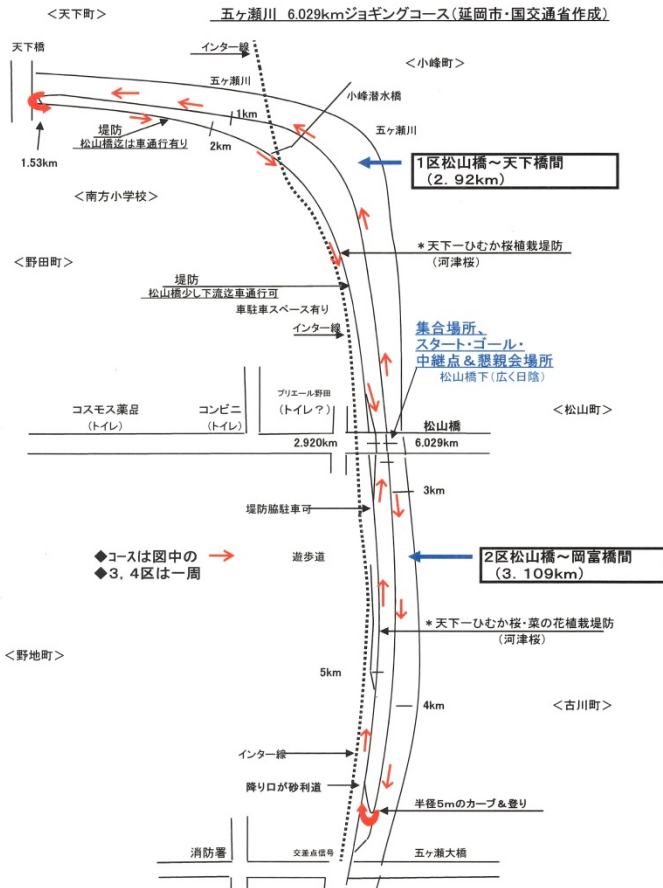 ＜天下町＞
五ヶ瀬川 6.029kmジョギングコース（延岡市・国交通省作成）
天下橋
インター線
＜小峰町＞
五ヶ瀬川
小峰潜水橋
1km
五ヶ瀬川
堤防
松山橋迄は車通行有り
2km
1.53km
1区松山橋～天下橋間
（2．92km）
＜南方小学校＞
＊天下一ひむか桜植栽堤防
（河津桜）
＜野田町＞
堤防
松山橋少し下流迄車通行可
車駐車スペース有り
インター線
集合場所、
スタート・ゴール・
中継点＆懇親会場所
松山橋下（広く日陰）
コスモス薬品
（トイレ）
コンビニ
（トイレ）
プリエール野田
（トイレ？）
松山橋
＜松山町＞
2.920km
6.029km
3km
堤防脇駐車可
◆コースは図中の
◆3，4区は一周
遊歩道
2区松山橋～岡富橋間
（3．109km）
＊天下一ひむか桜・菜の花植栽堤防
（河津桜）
＜野地町＞
5km
4km
＜古川町＞
インター線
降り口が砂利道
半径5mのカーブ＆登り
消防署
交差点信号
五ヶ瀬大橋